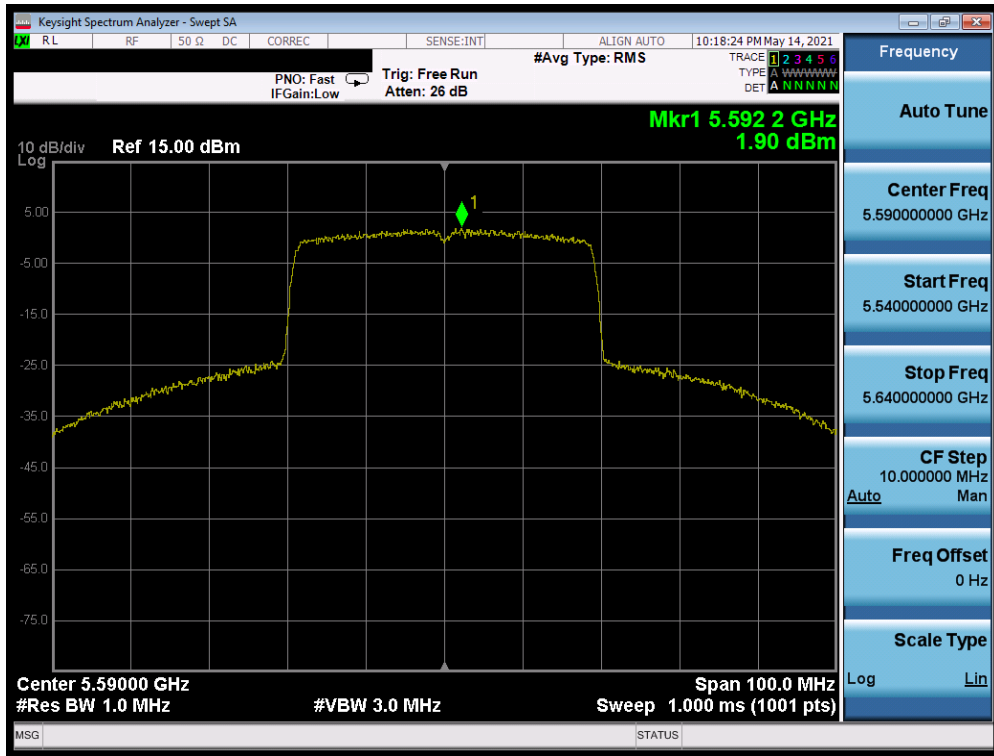 Keysight Spectrum Analyzer - Swept SA
LXI RL RF 50 Ω DC CORREC SENSE:INT ALIGN AUTO 10:18:24 PM May 14, 2021
#Avg Type: RMS
TRACE 1 2 3 4 5 6
TYPE A WWWWW
DET A N N N N N
PNO: Fast
IFGain:Low
Trig: Free Run
Atten: 26 dB
Mkr1 5.592 2 GHz
1.90 dBm
10 dB/div
Log
Ref 15.00 dBm
1
5.00
-5.00
-15.0
-25.0
-35.0
-45.0
-55.0
-65.0
-75.0
Center 5.59000 GHz
Span 100.0 MHz
#Res BW 1.0 MHz
#VBW 3.0 MHz
Sweep 1.000 ms (1001 pts)
MSG
STATUS
Frequency
Auto Tune
Center Freq
5.590000000 GHz
Start Freq
5.540000000 GHz
Stop Freq
5.640000000 GHz
CF Step
10.000000 MHz
Auto Man
Freq Offset
0 Hz
Scale Type
Log Lin